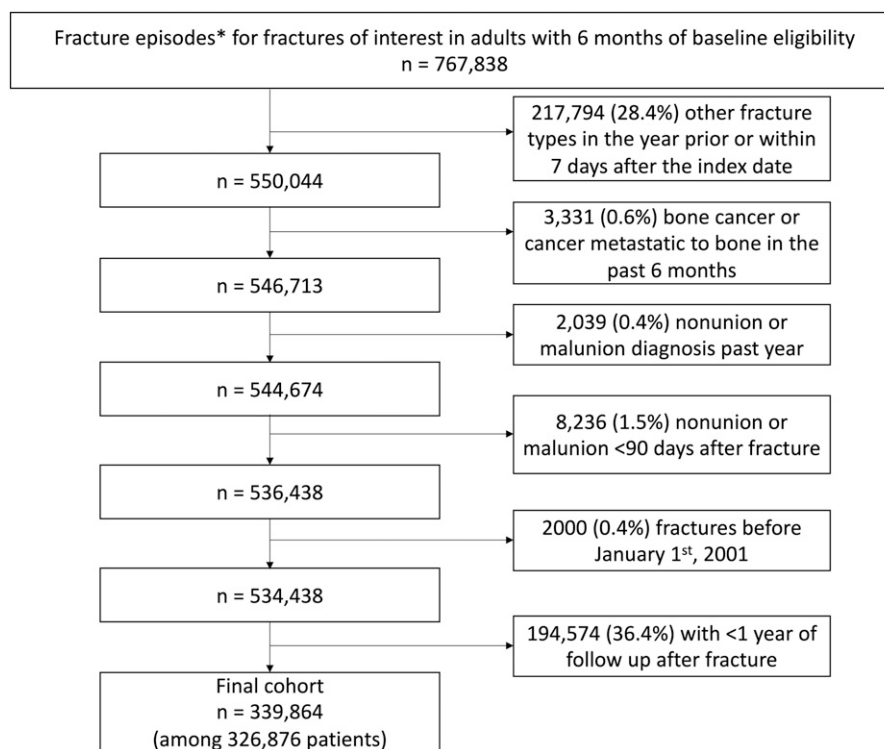 Fracture episodes* for fractures of interest in adults with 6 months of baseline eligibility
n = 767,838
217,794 (28.4%) other fracture
types in the year prior or within
7 days after the index date
n = 550,044
3,331 (0.6%) bone cancer or
cancer metastatic to bone in the
past 6 months
n = 546,713
2,039 (0.4%) nonunion or
malunion diagnosis past year
n = 544,674
8,236 (1.5%) nonunion or
malunion <90 days after fracture
n = 536,438
2000 (0.4%) fractures before
January 1st, 2001
n = 534,438
194,574 (36.4%) with <1 year of
follow up after fracture
Final cohort
n = 339,864
(among 326,876 patients)